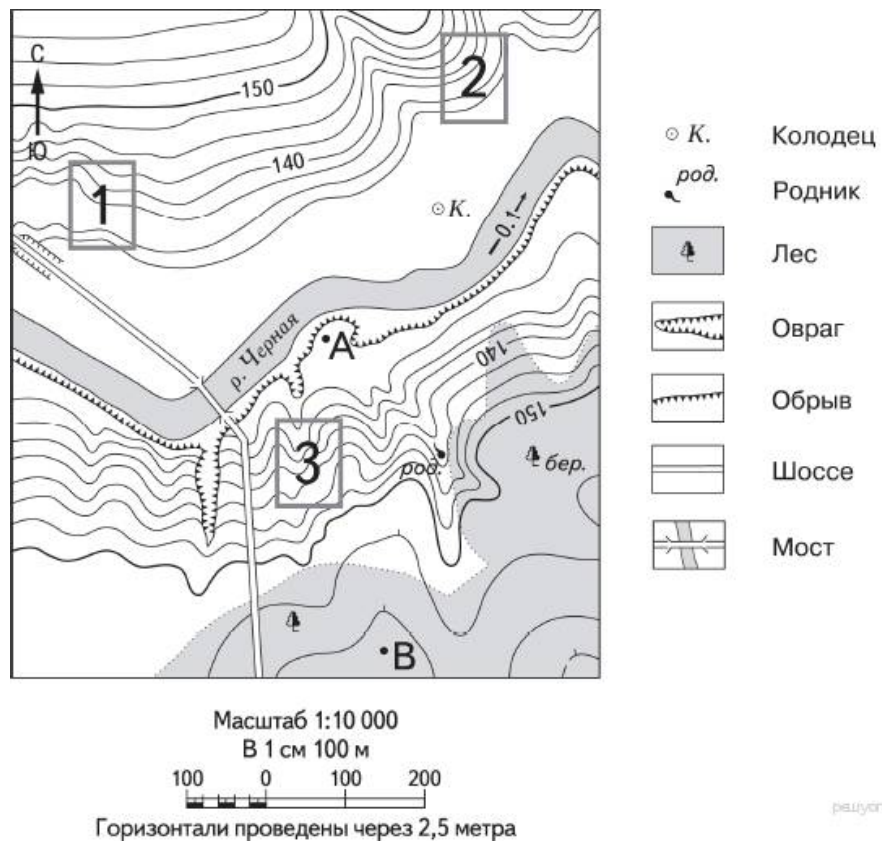 С
Ю
150
2
140
1
К.
0.1
р. Черная
А
140
150
3
род.
бер.
В
К. Колодец
род. Родник
Лес
Овраг
Обрыв
Шоссе
Мост
Масштаб 1:10 000
В 1 см 100 м
100 0 100 200
Горизонтали проведены через 2,5 метра